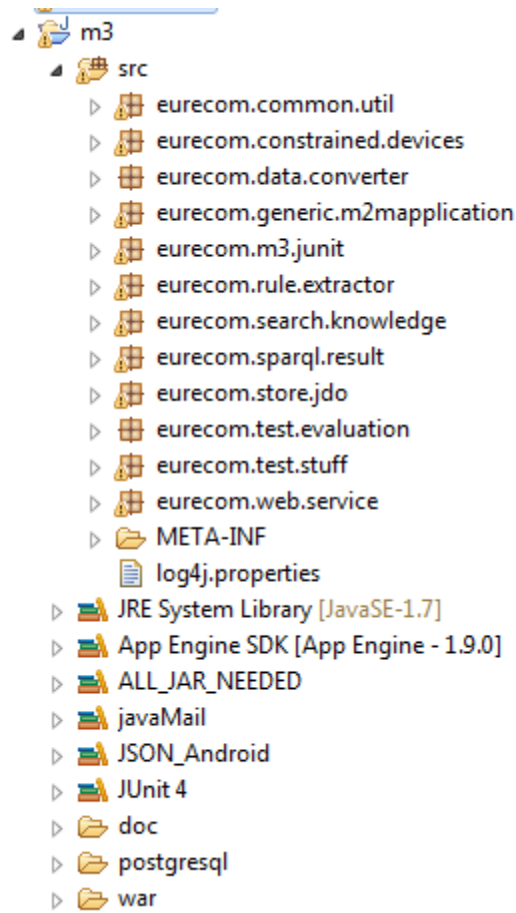 m3
src
eurecom.common.util
eurecom.constrained.devices
eurecom.data.converter
eurecom.generic.m2mapplication
eurecom.m3.junit
eurecom.rule.extractor
eurecom.search.knowledge
eurecom.sparql.result
eurecom.store.jdo
eurecom.test.evaluation
eurecom.test.stuff
eurecom.web.service
META-INF
log4j.properties
JRE System Library [JavaSE-1.7]
App Engine SDK [App Engine - 1.9.0]
ALL_JAR_NEEDED
javaMail
JSON_Android
JUnit 4
doc
postgresql
war